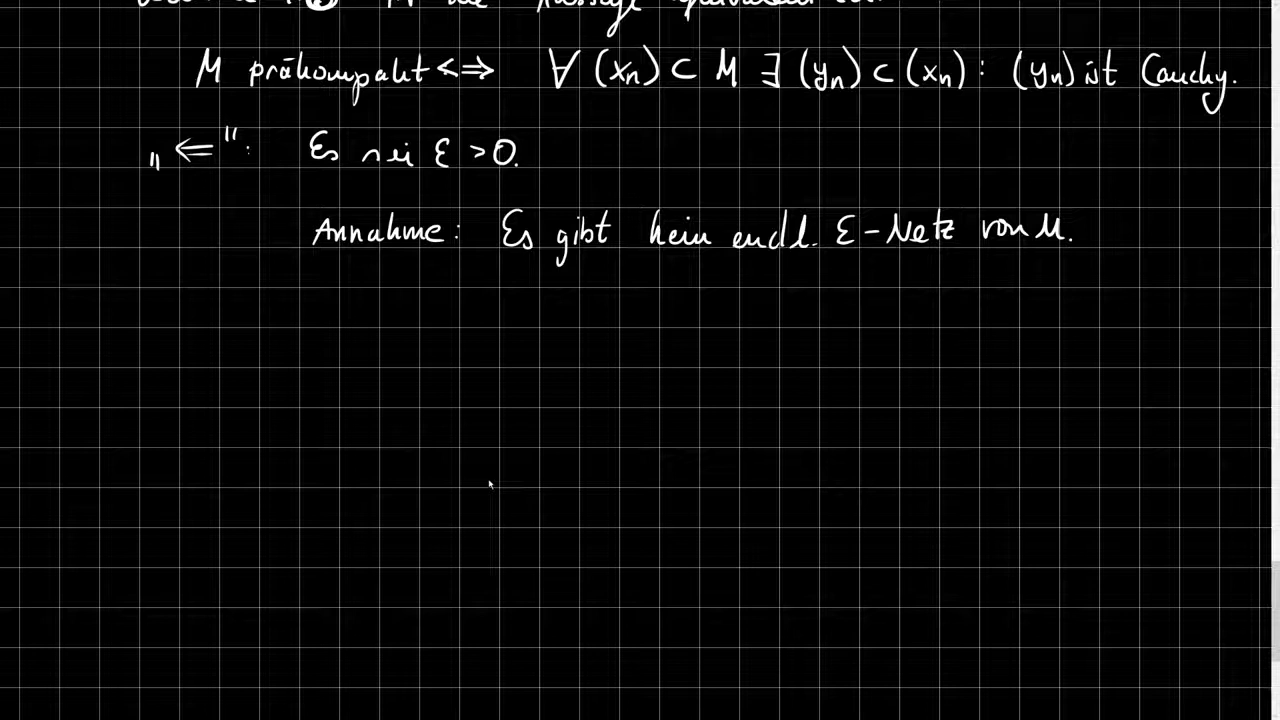 M präkompakt <=> ∀ (xₙ) ⊂ M ∃ (yₙ) ⊂ (xₙ): (yₙ) ist Cauchy.
„⇐": Es sei ε > 0.
Annahme: Es gibt kein endl. ε-Netz von M.